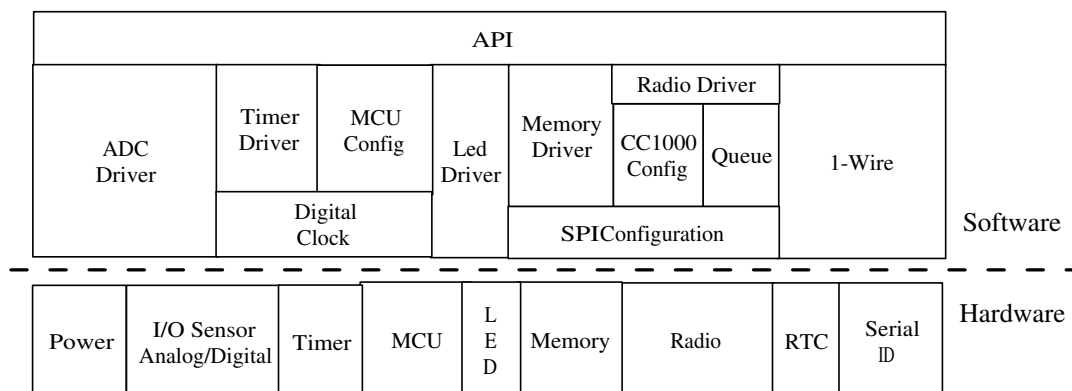 API
ADC
Driver
Timer
Driver
MCU
Config
Digital
Clock
Led
Driver
Memory
Driver
Radio Driver
CC1000
Config
Queue
SPIConfiguration
1-Wire
Software
Hardware
Power
I/O Sensor
Analog/Digital
Timer
MCU
L
E
D
Memory
Radio
RTC
Serial
ID